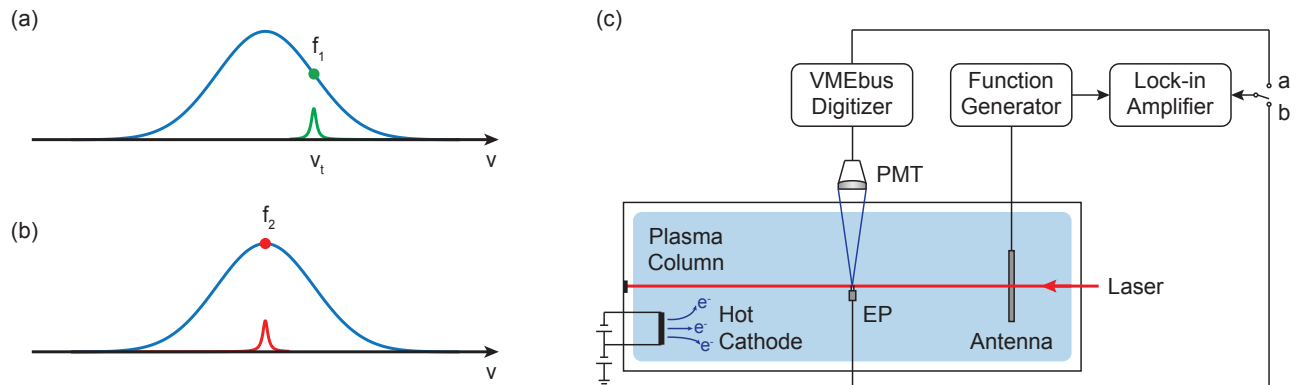 (a)
f₁
vₜ
v
(b)
f₂
v
(c)
VMEbus
Digitizer
Function
Generator
Lock-in
Amplifier
a
b
PMT
Plasma
Column
Laser
EP
Antenna
Hot
Cathode
e⁻
e⁻
e⁻